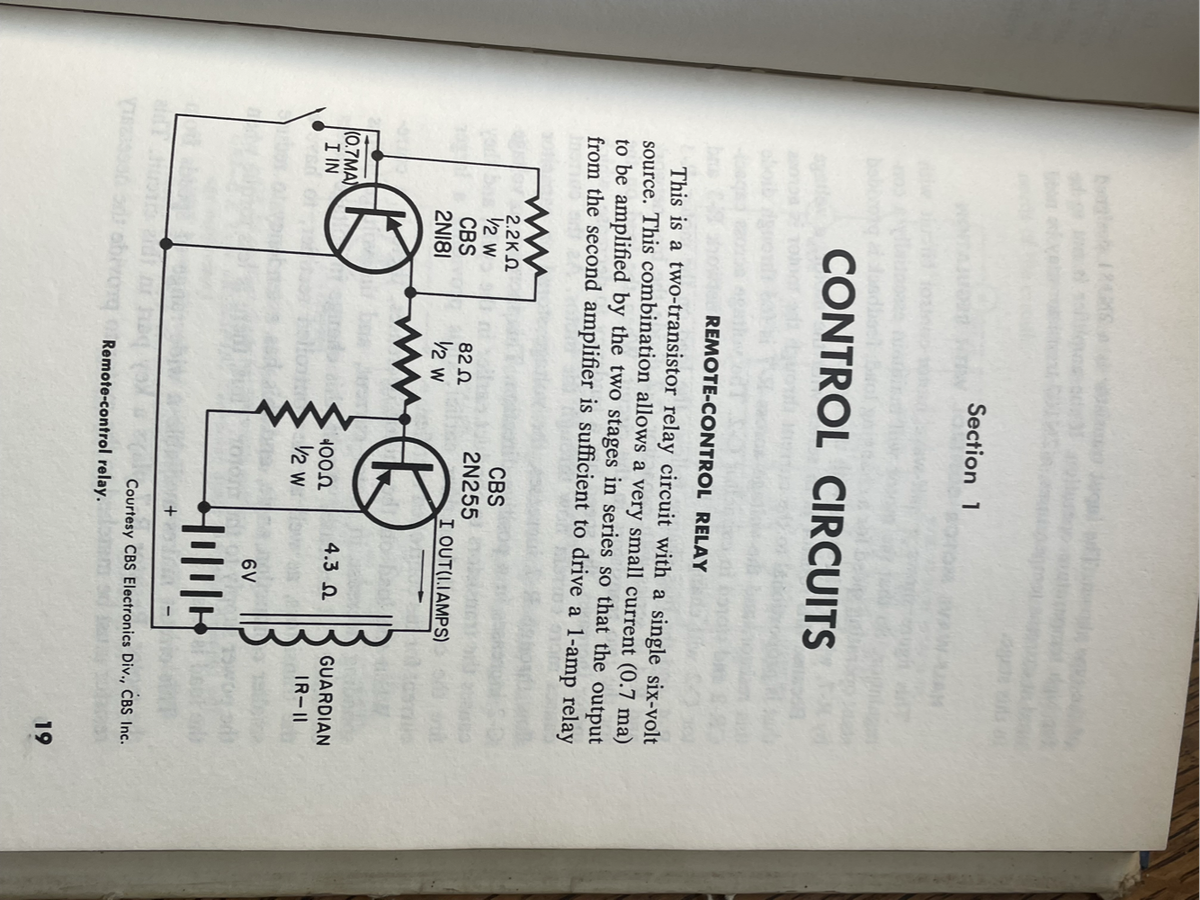 Section 1
CONTROL CIRCUITS
REMOTE-CONTROL RELAY
This is a two-transistor relay circuit with a single six-volt
source. This combination allows a very small current (0.7 ma)
to be amplified by the two stages in series so that the output
from the second amplifier is sufficient to drive a 1-amp relay
2.2K Ω
½ W
CBS
2N181
(0.7MA)
I IN
82 Ω
½ W
CBS
2N255
I OUT (1.1AMPS)
100Ω
½ W
4.3 Ω
GUARDIAN
IR-11
6V
+ -
Courtesy CBS Electronics Div., CBS Inc.
Remote-control relay.
19